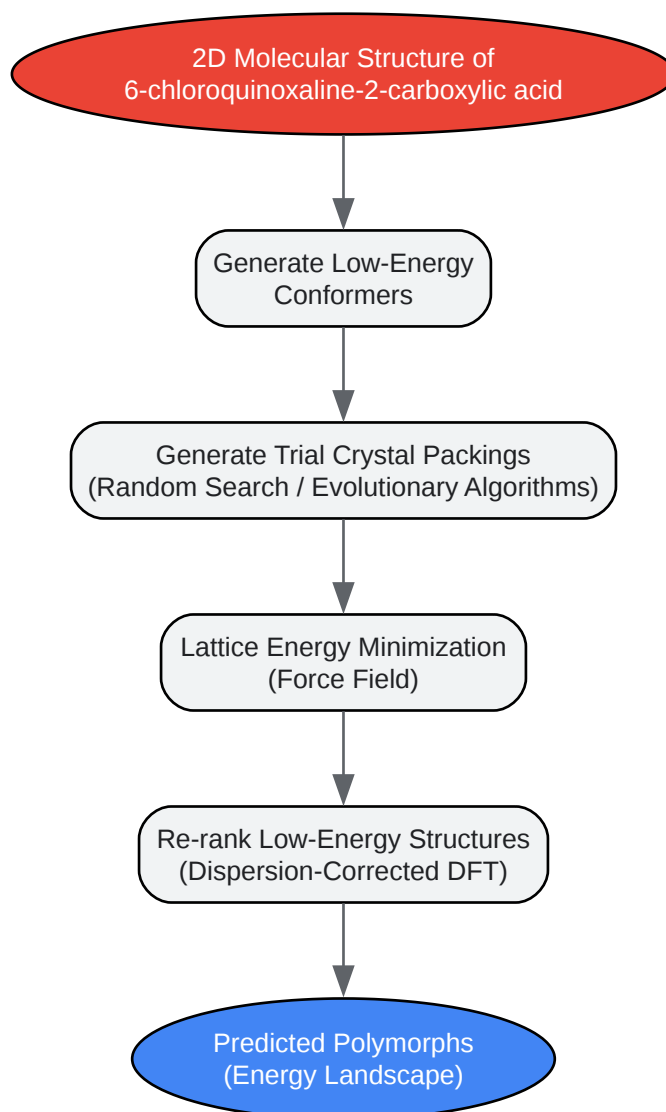 2D Molecular Structure of
6-chloroquinoxaline-2-carboxylic acid
Generate Low-Energy
Conformers
Generate Trial Crystal Packings
(Random Search / Evolutionary Algorithms)
Lattice Energy Minimization
(Force Field)
Re-rank Low-Energy Structures
(Dispersion-Corrected DFT)
Predicted Polymorphs
(Energy Landscape)